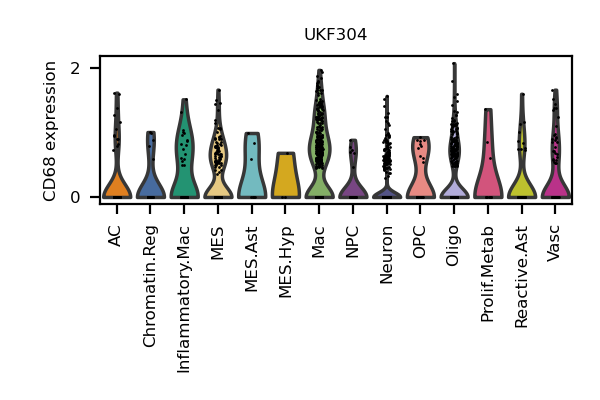 UKF304
CD68 expression
2
0
AC
Chromatin.Reg
Inflammatory.Mac
MES
MES.Ast
MES.Hyp
Mac
NPC
Neuron
OPC
Oligo
Prolif.Metab
Reactive.Ast
Vasc